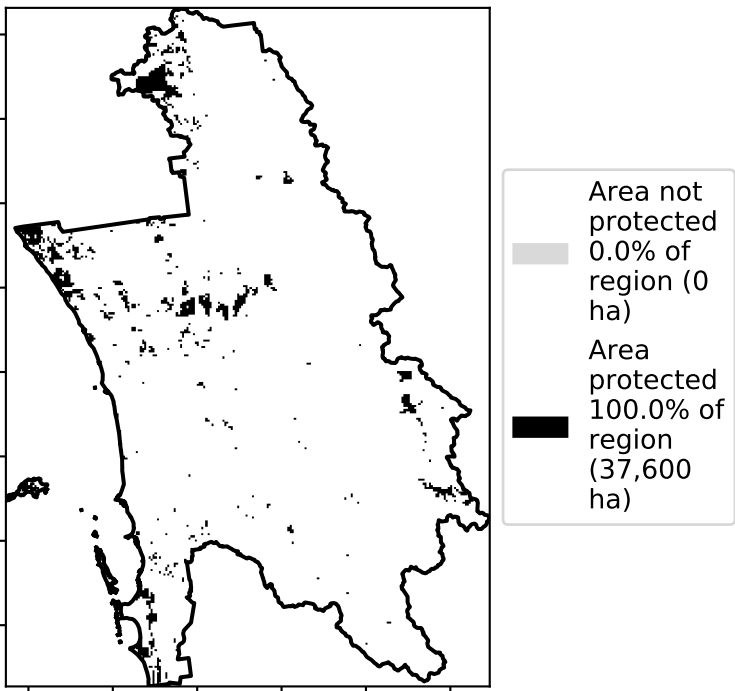 Area not
protected
0.0% of
region (0
ha)
Area
protected
100.0% of
region
(37,600
ha)